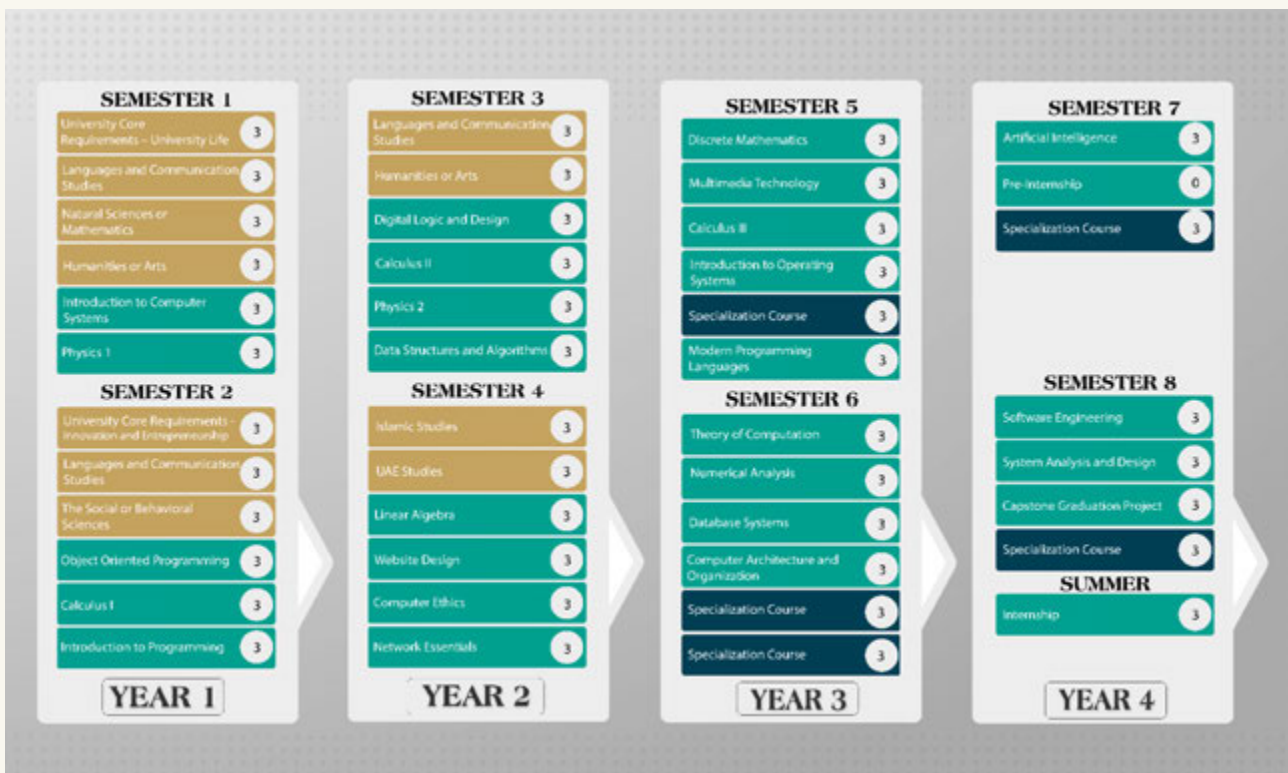 SEMESTER 1
University Core
Requirements – University Life 3
Languages and Communication
Studies 3
Natural Sciences or
Mathematics 3
Humanities or Arts 3
Introduction to Computer
Systems 3
Physics 1 3
SEMESTER 2
University Core Requirements -
Innovation and Entrepreneurship 3
Languages and Communication
Studies 3
The Social or Behavioral
Sciences 3
Object Oriented Programming 3
Calculus I 3
Introduction to Programming 3
YEAR 1
SEMESTER 3
Languages and Communication
Studies 3
Humanities or Arts 3
Digital Logic and Design 3
Calculus II 3
Physics 2 3
Data Structures and Algorithms 3
SEMESTER 4
Islamic Studies 3
UAE Studies 3
Linear Algebra 3
Website Design 3
Computer Ethics 3
Network Essentials 3
YEAR 2
SEMESTER 5
Discrete Mathematics 3
Multimedia Technology 3
Calculus III 3
Introduction to Operating
Systems 3
Specialization Course 3
Modern Programming
Languages 3
SEMESTER 6
Theory of Computation 3
Numerical Analysis 3
Database Systems 3
Computer Architecture and
Organization 3
Specialization Course 3
Specialization Course 3
YEAR 3
SEMESTER 7
Artificial Intelligence 3
Pre-Internship 0
Specialization Course 3
SEMESTER 8
Software Engineering 3
System Analysis and Design 3
Capstone Graduation Project 3
Specialization Course 3
SUMMER
Internship 3
YEAR 4